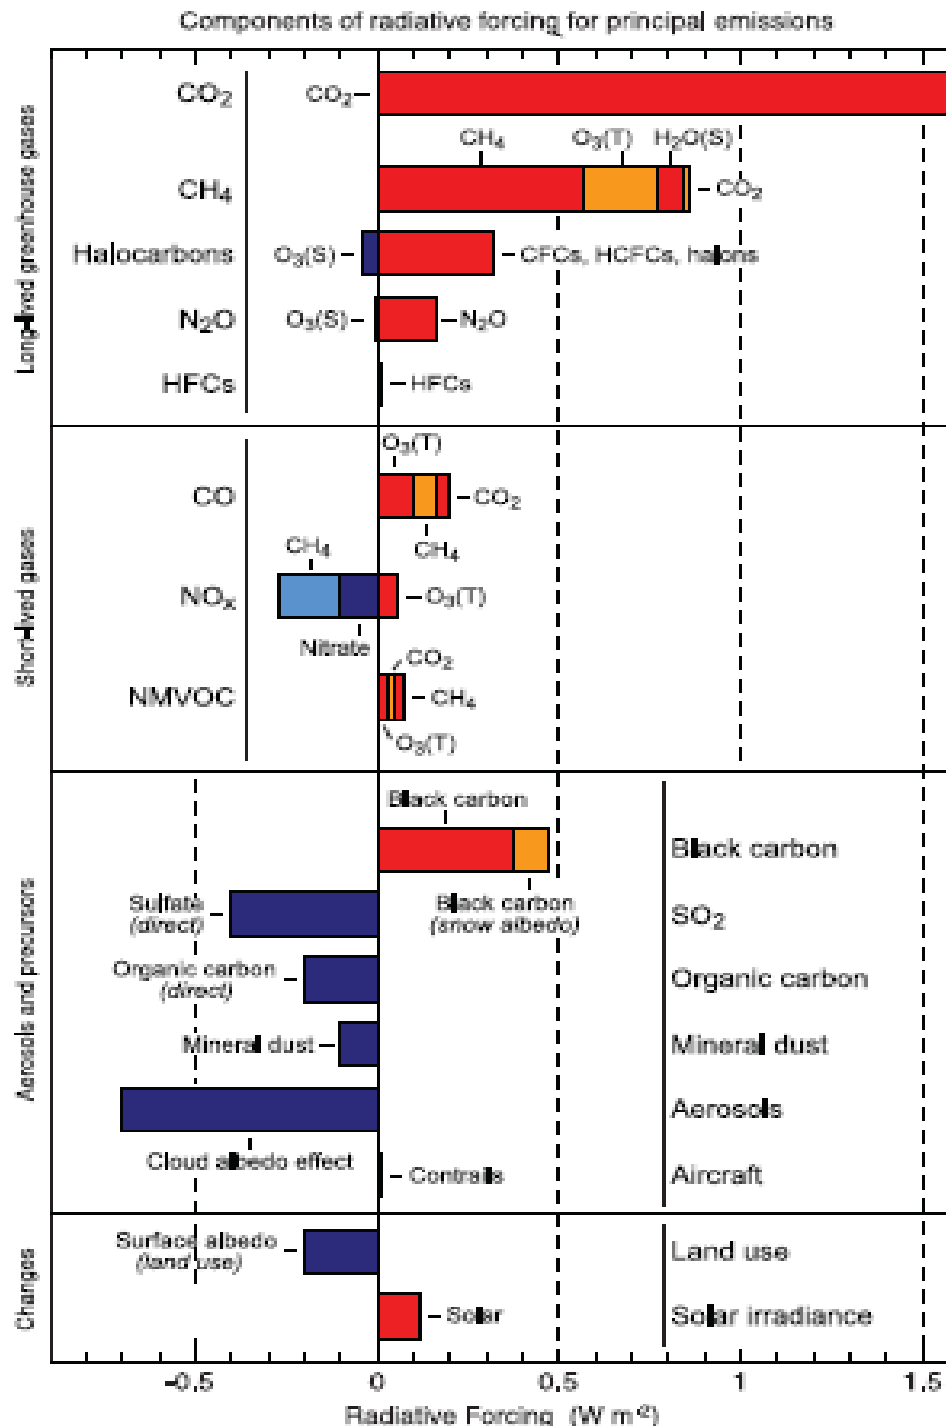 Components of radiative forcing for principal emissions
Long-lived greenhouse gases
CO₂
CO₂
CH₄
O₃(T)
H₂O(S)
CH₄
CO₂
Halocarbons
O₃(S)
CFCs, HCFCs, halons
N₂O
O₃(S)
N₂O
HFCs
HFCs
Short-lived gases
O₃(T)
CO
CO₂
CH₄
CH₄
NOₓ
O₃(T)
Nitrate
CO₂
NMVOC
CH₄
O₃(T)
Aerosols and precursors
Black carbon
Black carbon
Black carbon
(snow albedo)
Sulfate
(direct)
SO₂
Organic carbon
(direct)
Organic carbon
Mineral dust
Mineral dust
Aerosols
Cloud albedo effect
Contrails
Aircraft
Changes
Surface albedo
(land use)
Land use
Solar
Solar irradiance
-0.5 0 0.5 1 1.5
Radiative Forcing (W m⁻²)